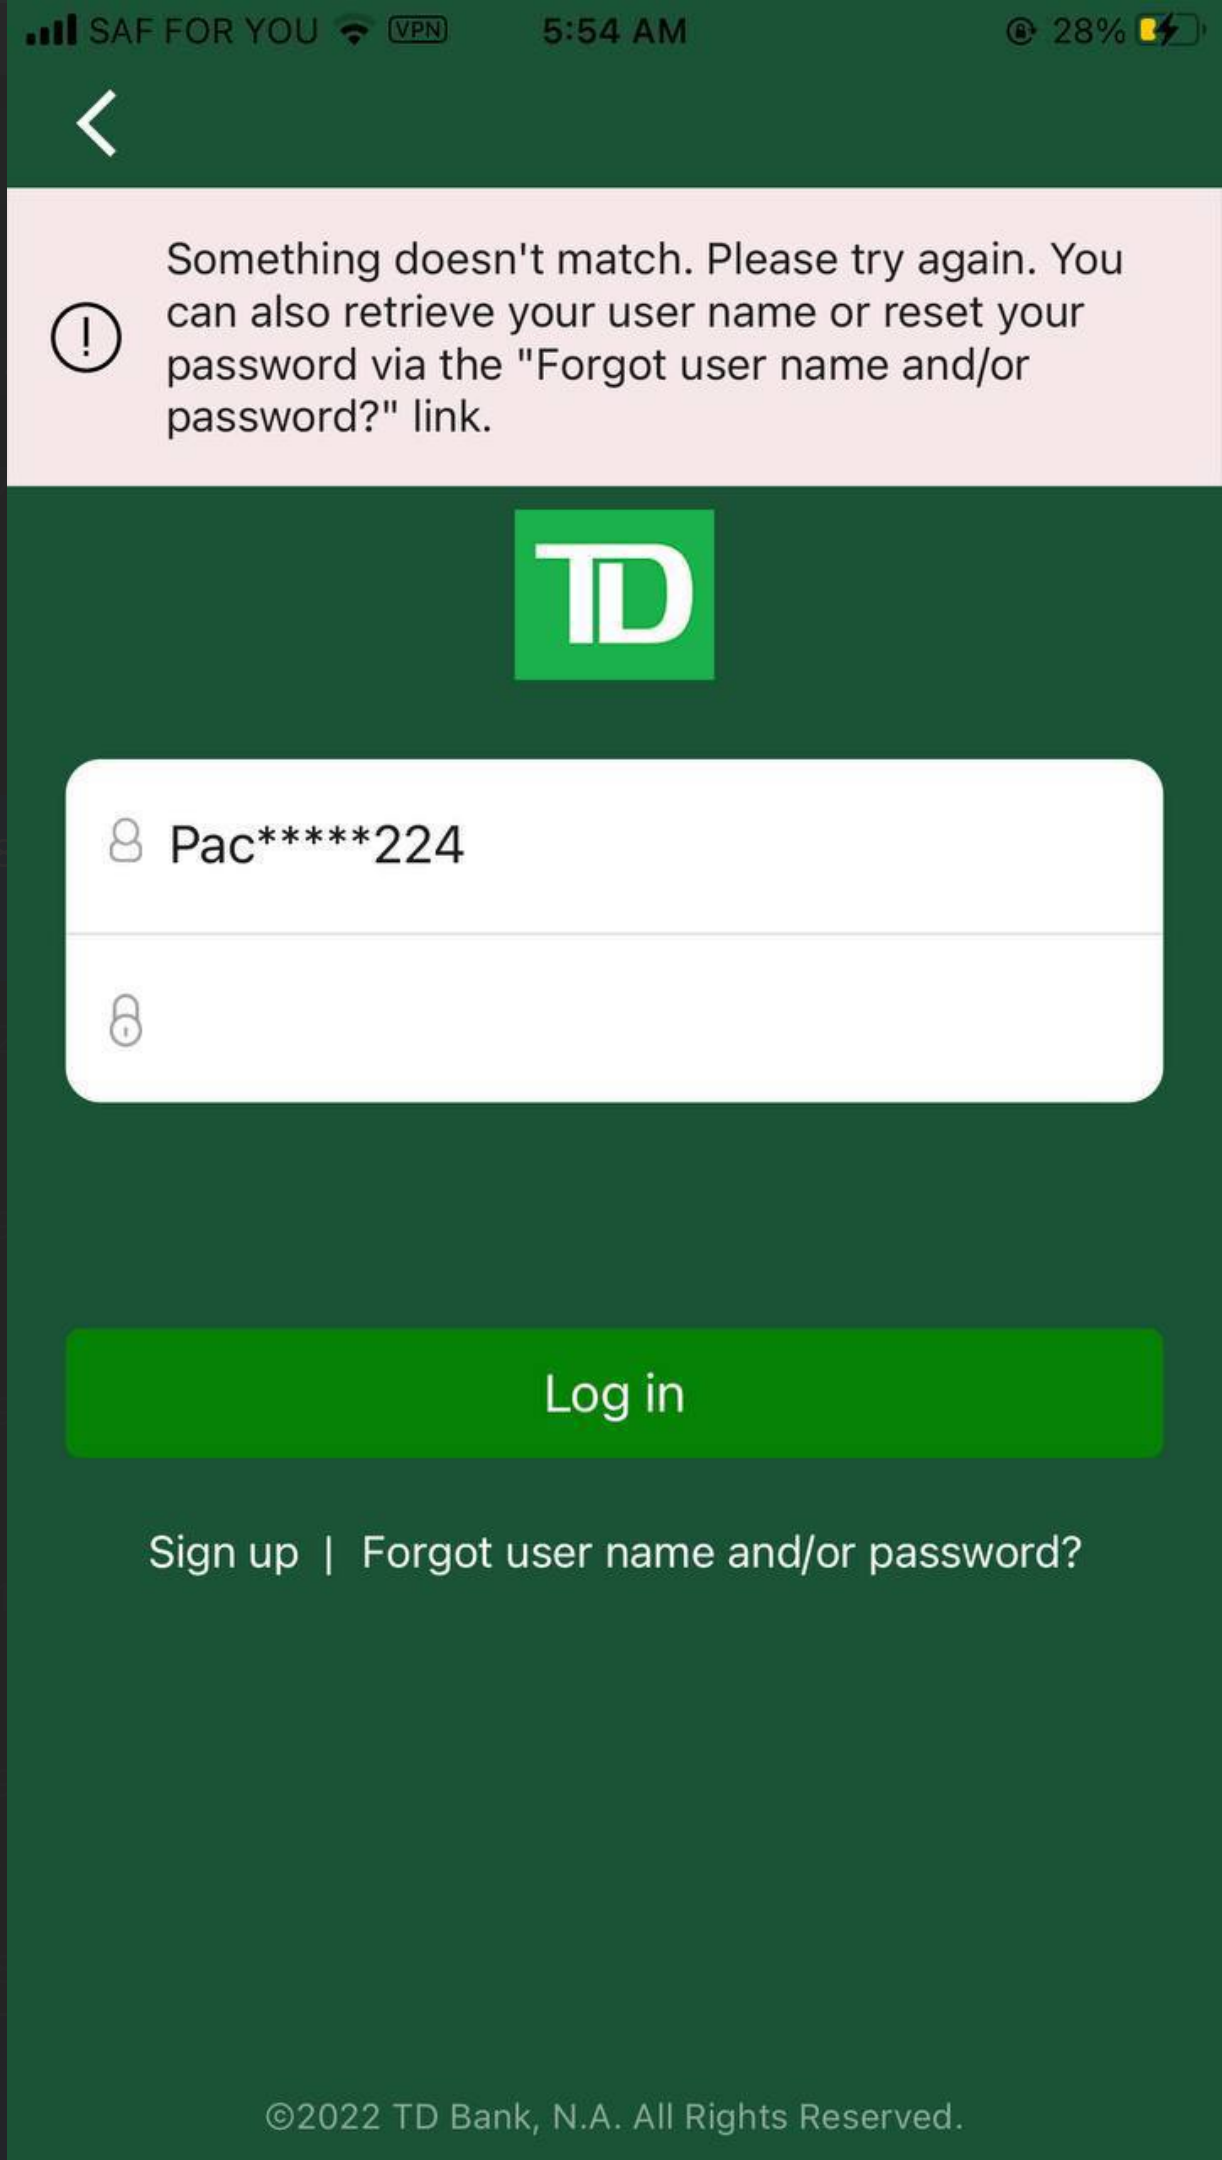 SAF FOR YOU VPN 5:54 AM 28%
Something doesn't match. Please try again. You
can also retrieve your user name or reset your
password via the "Forgot user name and/or
password?" link.
TD
Pac*****224
Log in
Sign up | Forgot user name and/or password?
©2022 TD Bank, N.A. All Rights Reserved.